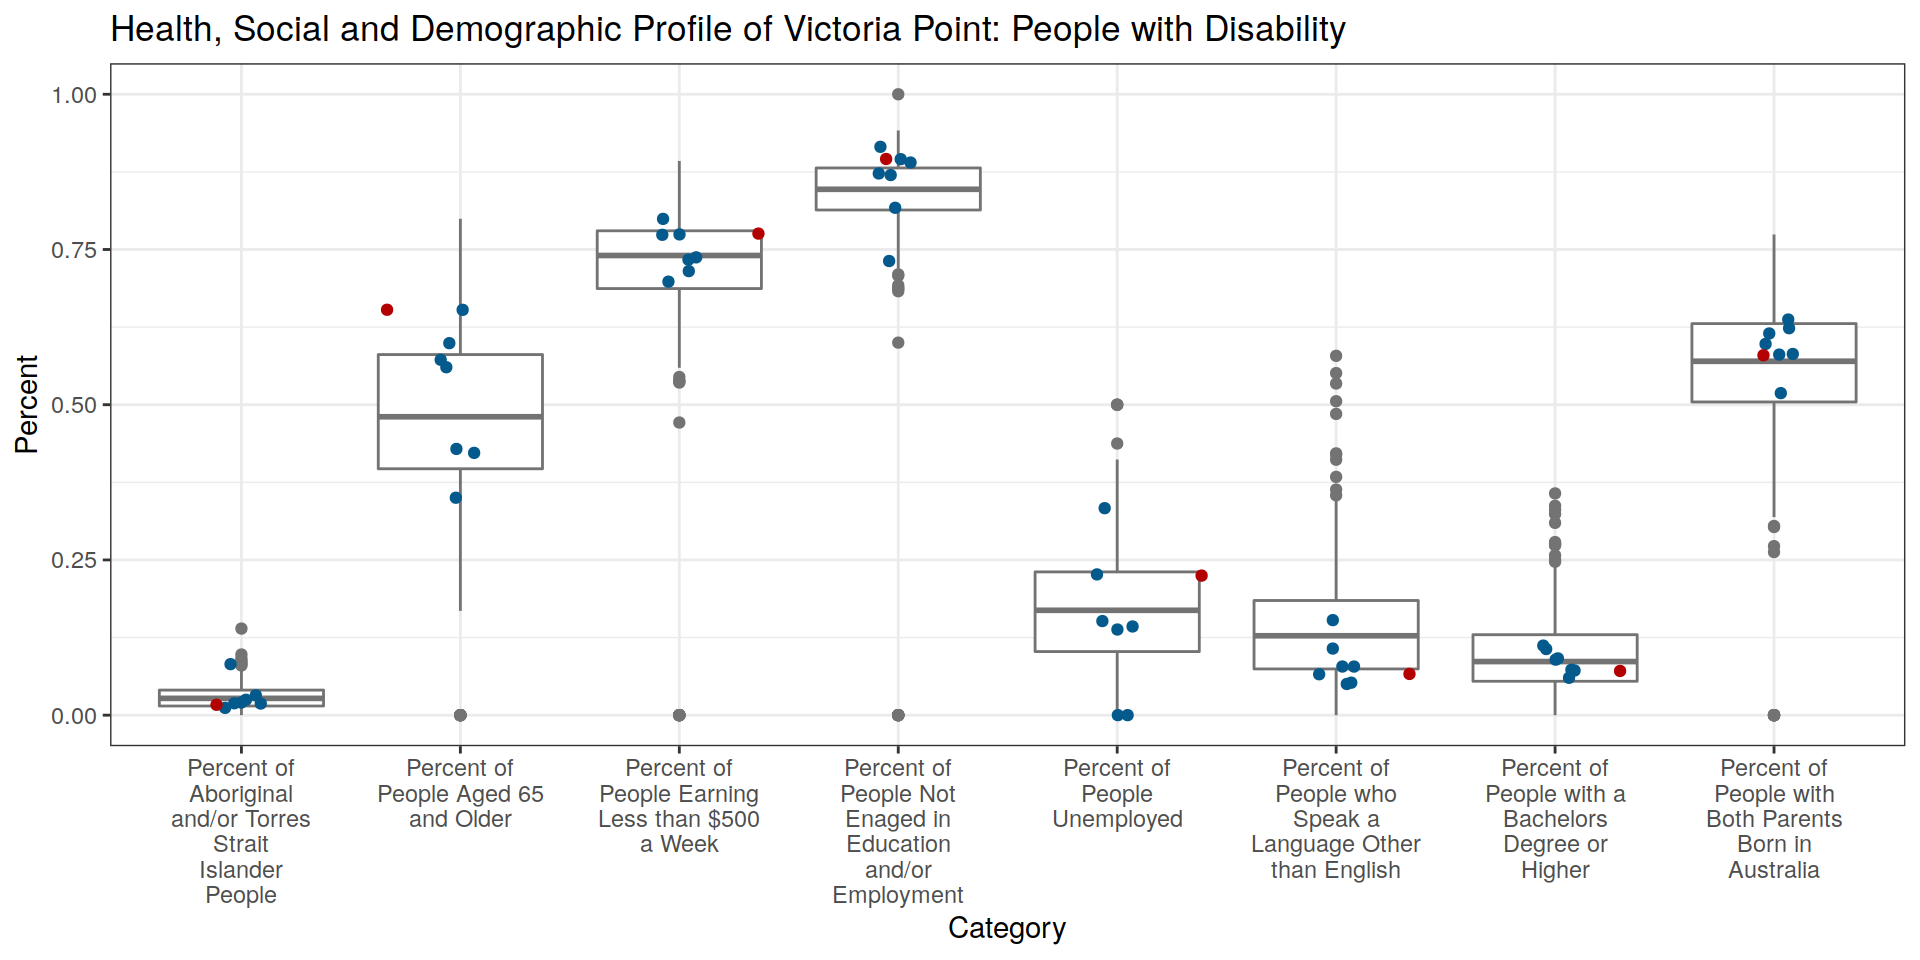 Health, Social and Demographic Profile of Victoria Point: People with Disability
Percent
1.00
0.75
0.50
0.25
0.00
Percent of
Aboriginal
and/or Torres
Strait
Islander
People
Percent of
People Aged 65
and Older
Percent of
People Earning
Less than $500
a Week
Percent of
People Not
Enaged in
Education
and/or
Employment
Percent of
People
Unemployed
Percent of
People who
Speak a
Language Other
than English
Percent of
People with a
Bachelors
Degree or
Higher
Percent of
People with
Both Parents
Born in
Australia
Category